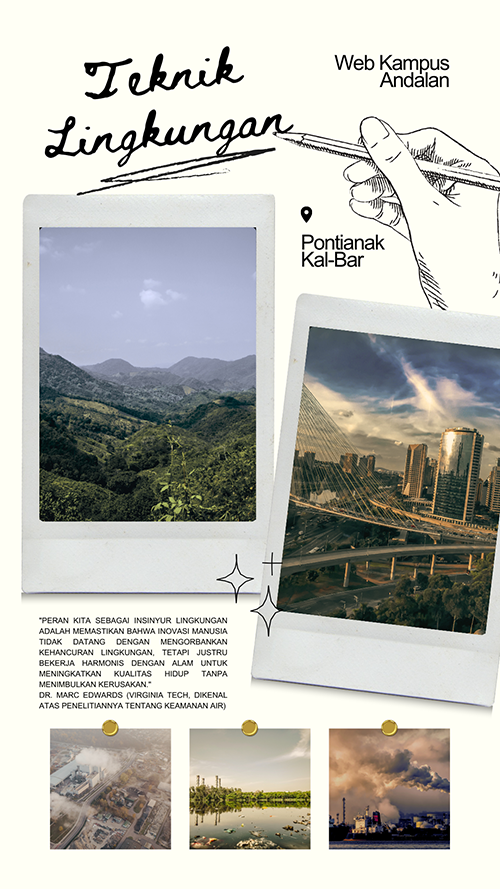 Teknik
Lingkungan
Web Kampus
Andalan
Pontianak
Kal-Bar
"PERAN KITA SEBAGAI INSINYUR LINGKUNGAN
ADALAH MEMASTIKAN BAHWA INOVASI MANUSIA
TIDAK DATANG DENGAN MENGORBANKAN
KEHANCURAN LINGKUNGAN, TETAPI JUSTRU
BEKERJA HARMONIS DENGAN ALAM UNTUK
MENINGKATKAN KUALITAS HIDUP TANPA
MENIMBULKAN KERUSAKAN."
DR. MARC EDWARDS (VIRGINIA TECH, DIKENAL
ATAS PENELITIANNYA TENTANG KEAMANAN AIR)